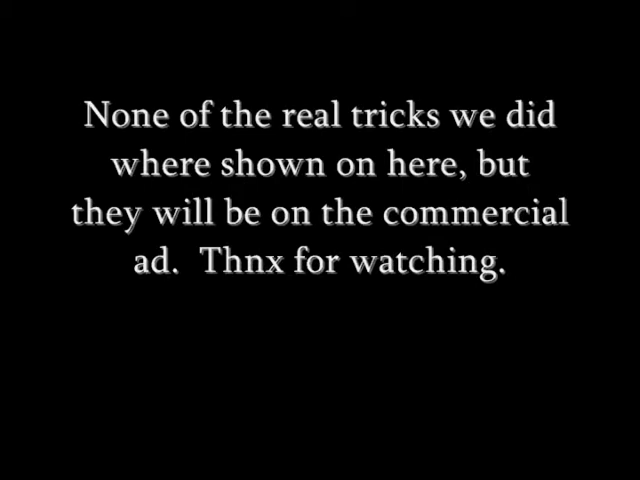 None of the real tricks we did
where shown on here, but
they will be on the commercial
ad.  Thnx for watching.